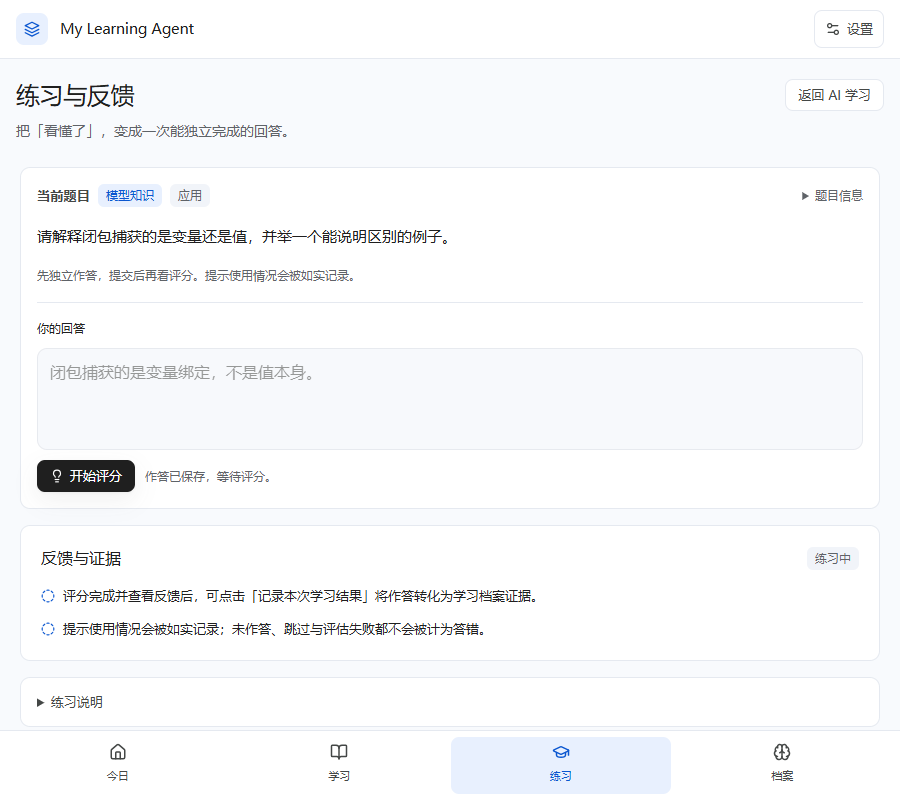 My Learning Agent
设置
练习与反馈
返回 AI 学习
把「看懂了」，变成一次能独立完成的回答。
当前题目 模型知识 应用
▶ 题目信息
请解释闭包捕获的是变量还是值，并举一个能说明区别的例子。
先独立作答，提交后再看评分。提示使用情况会被如实记录。
你的回答
闭包捕获的是变量绑定，不是值本身。
开始评分 作答已保存，等待评分。
反馈与证据
练习中
评分完成并查看反馈后，可点击「记录本次学习结果」将作答转化为学习档案证据。
提示使用情况会被如实记录；未作答、跳过与评估失败都不会被计为答错。
▶ 练习说明
今日 学习 练习 档案